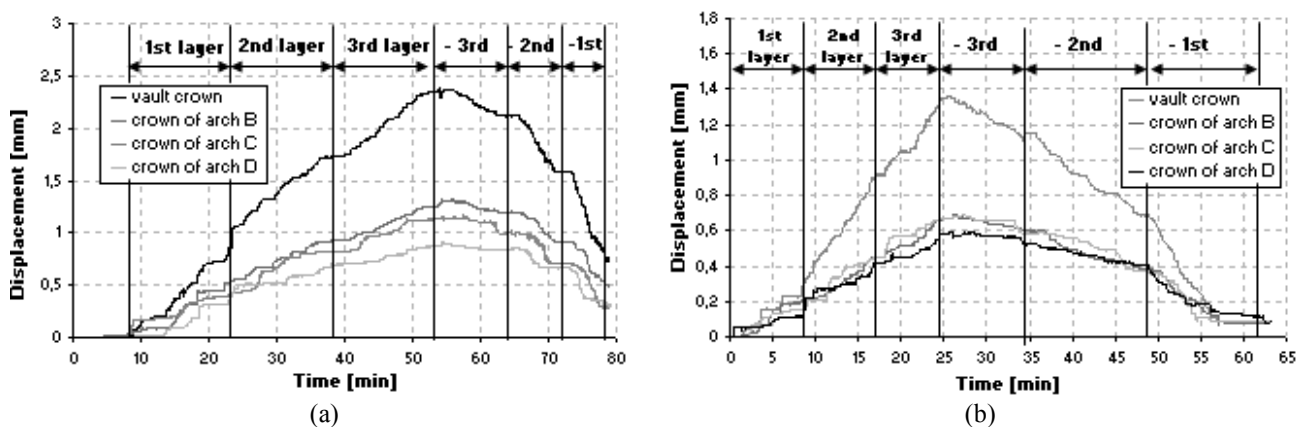 3
2,5
2
1,5
1
0,5
0
Displacement [mm]
1st layer
2nd layer
3rd layer
- 3rd
- 2nd
-1st
vault crown
crown of arch B
crown of arch C
crown of arch D
0 10 20 30 40 50 60 70 80
Time [min]
(a)
1,8
1,6
1,4
1,2
1
0,8
0,6
0,4
0,2
0
Displacement [mm]
1st
layer
2nd
layer
3rd
layer
- 3rd
- 2nd
- 1st
vault crown
crown of arch B
crown of arch C
crown of arch D
0 5 10 15 20 25 30 35 40 45 50 55 60 65
Time [min]
(b)